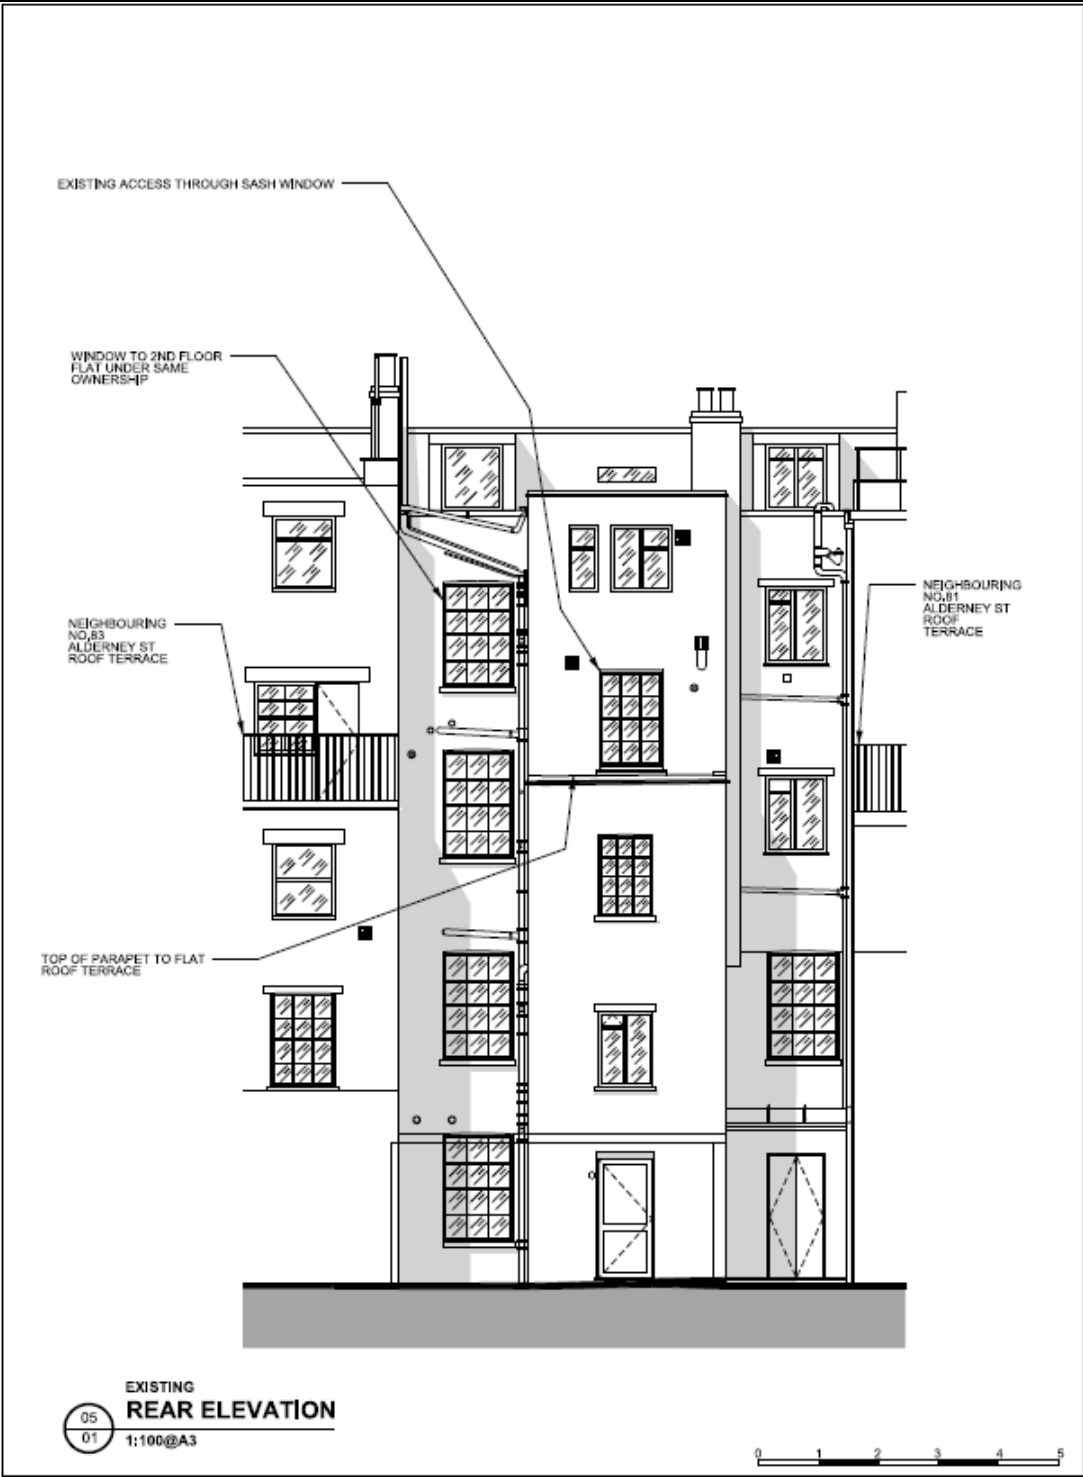 EXISTING ACCESS THROUGH SASH WINDOW
WINDOW TO 2ND FLOOR
FLAT UNDER SAME
OWNERSHIP
NEIGHBOURING
NO.81
ALDERNEY ST
ROOF
TERRACE
NEIGHBOURING
NO.83
ALDERNEY ST
ROOF TERRACE
TOP OF PARAPET TO FLAT
ROOF TERRACE
EXISTING
REAR ELEVATION
1:100@A3
05
01
0 1 2 3 4 5